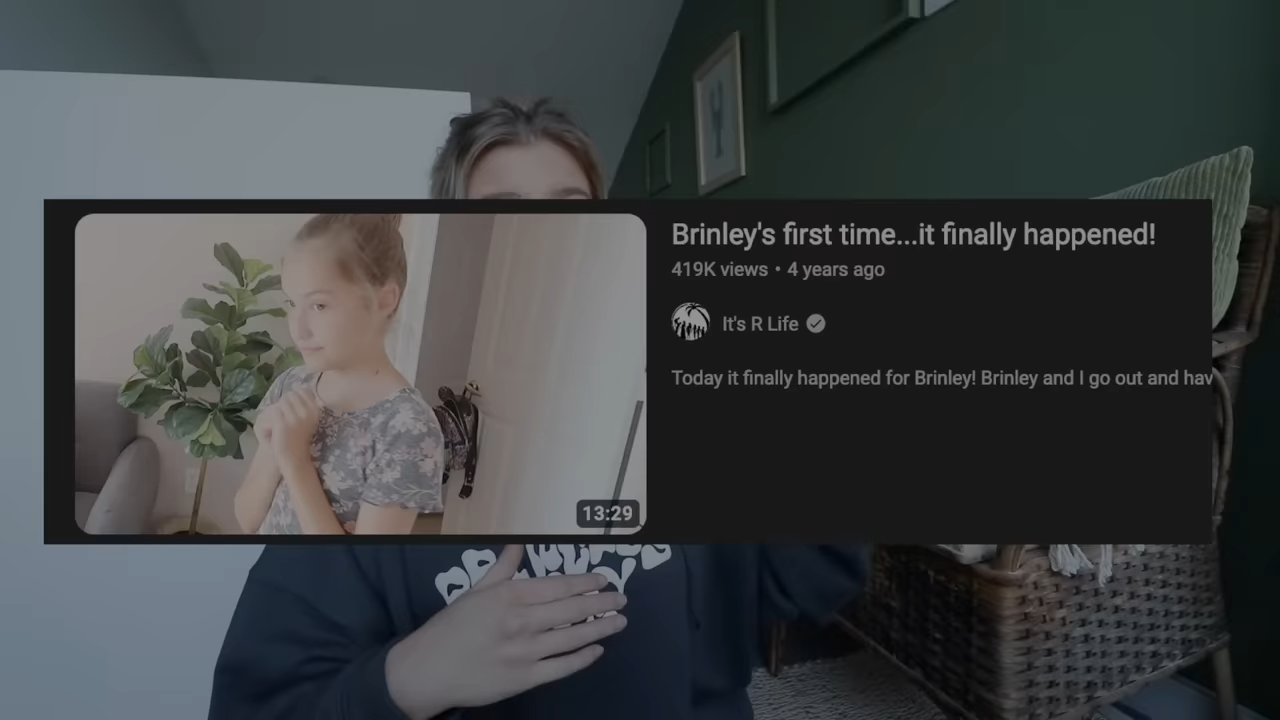 Brinley's first time...it finally happened!
419K views • 4 years ago
It's R Life
Today it finally happened for Brinley! Brinley and I go out and hav
13:29